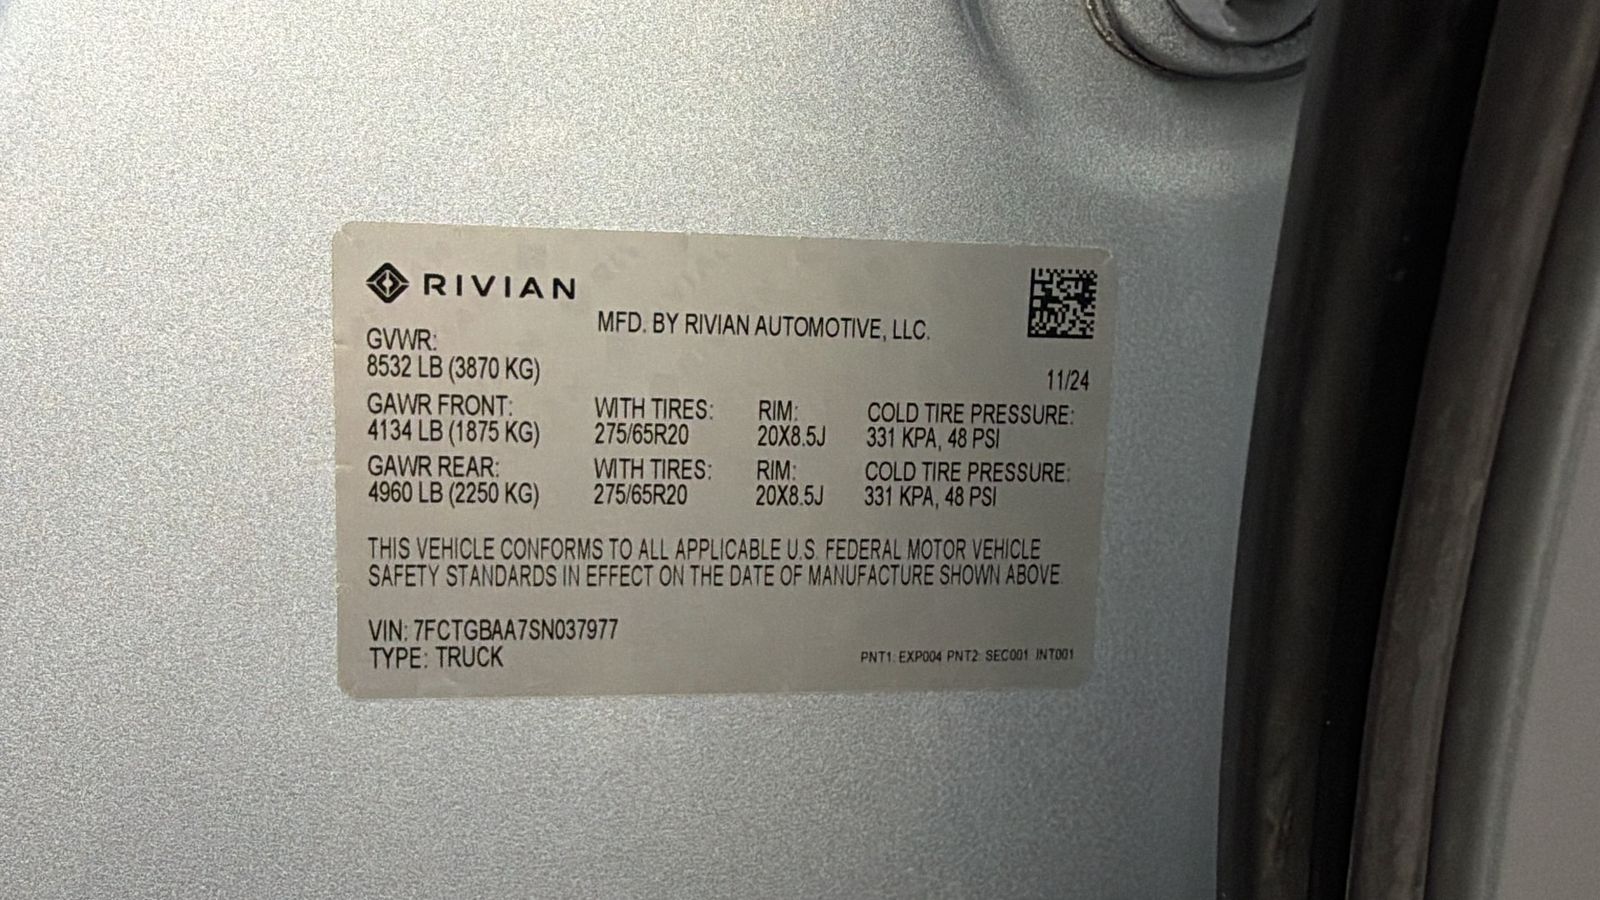 RIVIAN
MFD. BY RIVIAN AUTOMOTIVE, LLC.
GVWR:
8532 LB (3870 KG)
11/24
GAWR FRONT: WITH TIRES: RIM: COLD TIRE PRESSURE:
4134 LB (1875 KG) 275/65R20 20X8.5J 331 KPA, 48 PSI
GAWR REAR: WITH TIRES: RIM: COLD TIRE PRESSURE:
4960 LB (2250 KG) 275/65R20 20X8.5J 331 KPA, 48 PSI
THIS VEHICLE CONFORMS TO ALL APPLICABLE U.S. FEDERAL MOTOR VEHICLE
SAFETY STANDARDS IN EFFECT ON THE DATE OF MANUFACTURE SHOWN ABOVE.
VIN: 7FCTGBAA7SN037977
TYPE: TRUCK
PNT1: EXP004 PNT2: SEC001 INT001